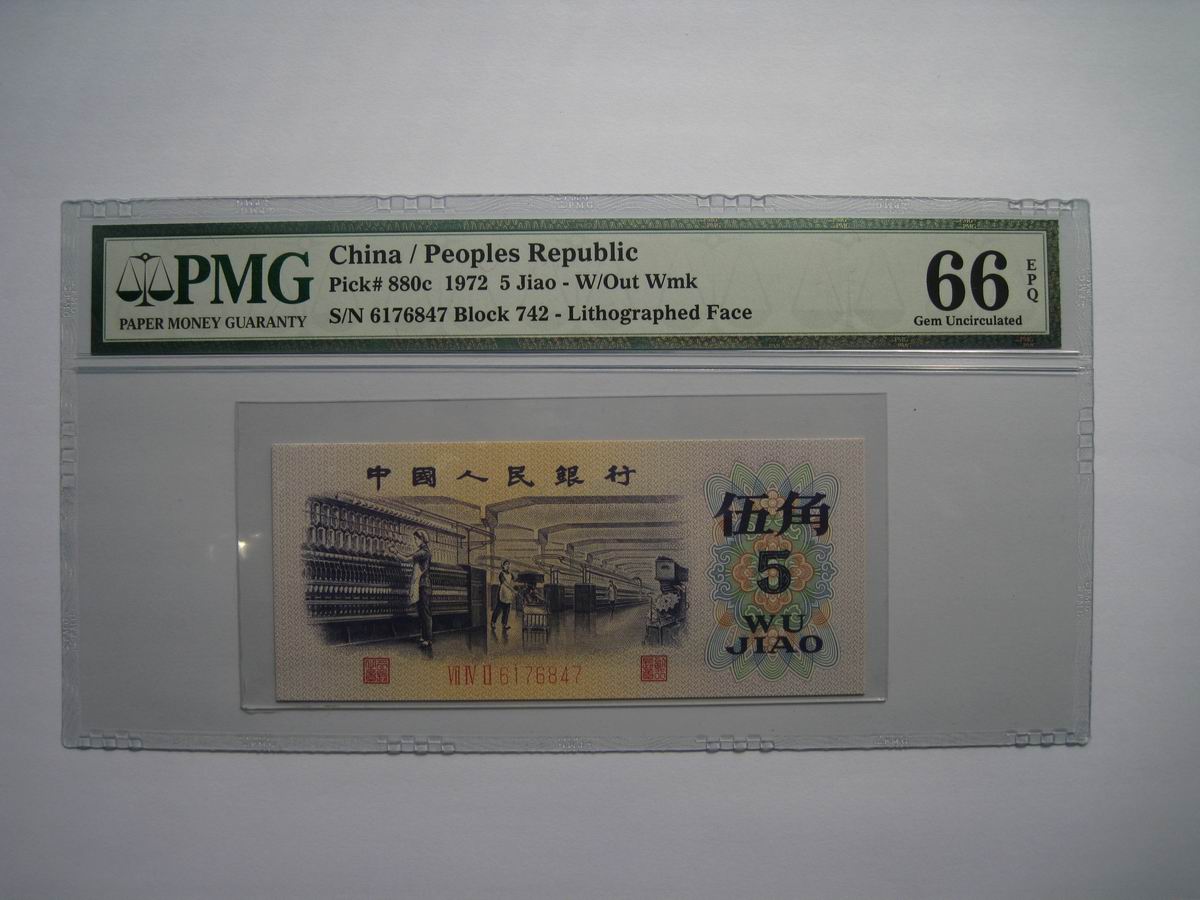 China / Peoples Republic
PMG
Pick# 880c 1972 5 Jiao - W/Out Wmk
PAPER MONEY GUARANTY
S/N 6176847 Block 742 - Lithographed Face
66
EPQ
Gem Uncirculated
中國人民銀行
伍角
5
WU
JIAO
VII IV II 6176847